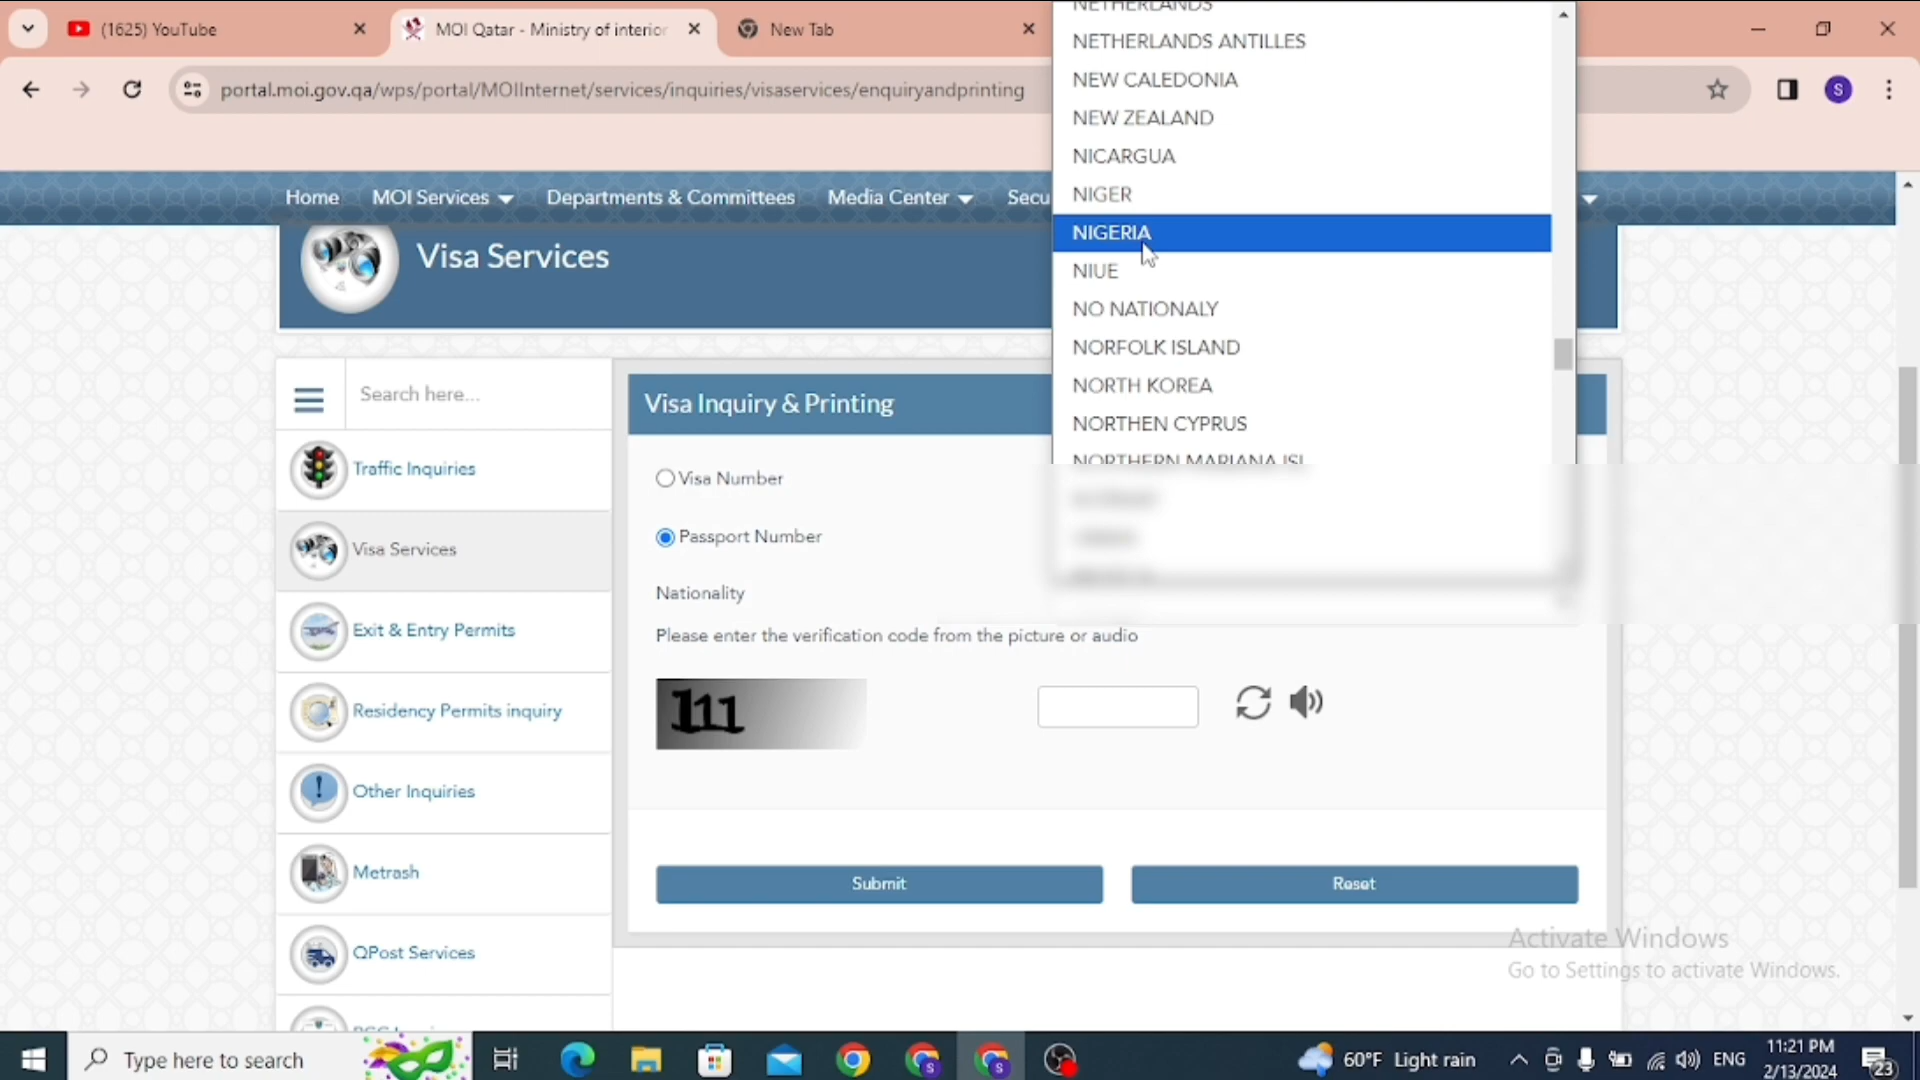 (1625) YouTube
MOI Qatar - Ministry of interior
New Tab
portal.moi.gov.qa/wps/portal/MOIInternet/services/inquiries/visaservices/enquiryandprinting
S
Home
MOI Services
Departments & Committees
Media Center
Secu
Visa Services
NETHERLANDS
NETHERLANDS ANTILLES
NEW CALEDONIA
NEW ZEALAND
NICARGUA
NIGER
NIGERIA
NIUE
NO NATIONALY
NORFOLK ISLAND
NORTH KOREA
NORTHEN CYPRUS
NORTHERN MARIANA ISL
Search here...
Traffic Inquiries
Visa Services
Exit & Entry Permits
Residency Permits inquiry
Other Inquiries
Metrash
QPost Services
Visa Inquiry & Printing
Visa Number
Passport Number
Nationality
Please enter the verification code from the picture or audio
Submit
Reset
Activate Windows
Go to Settings to activate Windows.
Type here to search
60°F Light rain
ENG
11:21 PM
2/13/2024
23